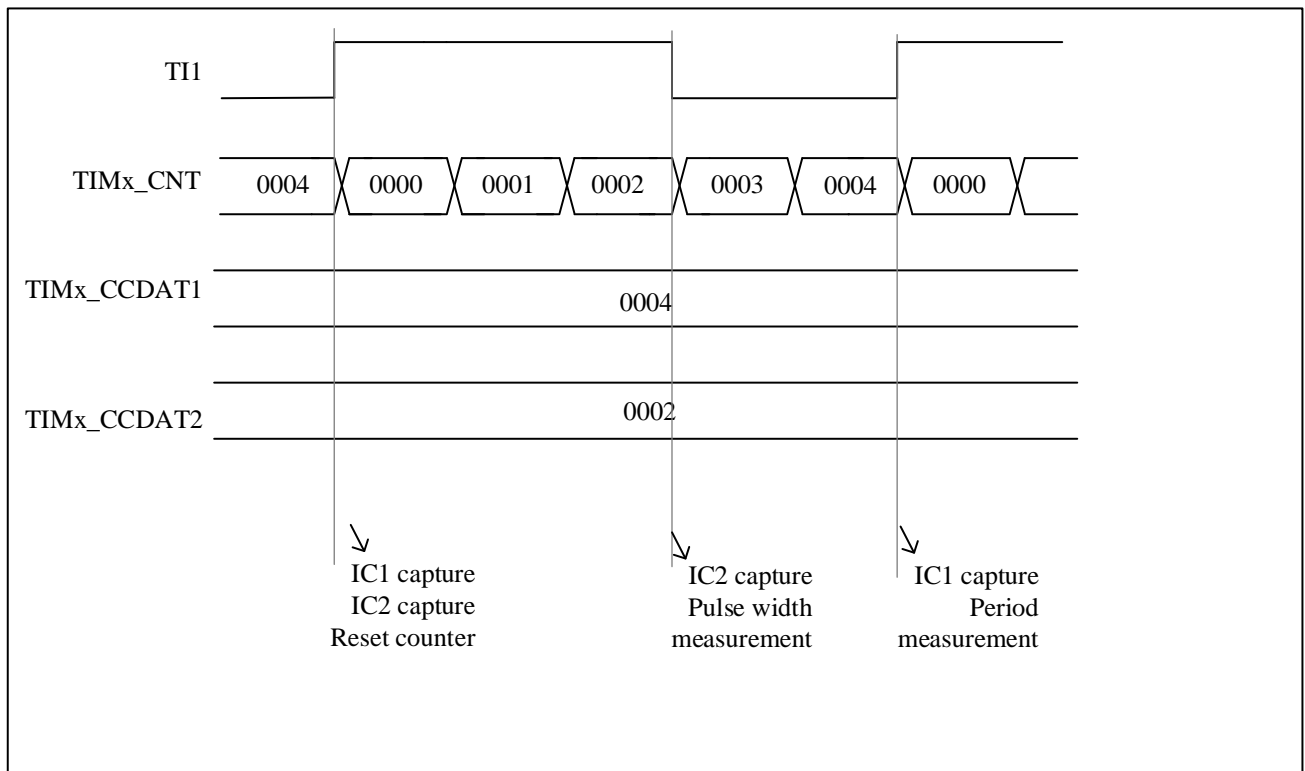 TI1
TIMx_CNT
0004
0000
0001
0002
0003
0004
0000
TIMx_CCDAT1
0004
TIMx_CCDAT2
0002
IC1 capture
IC2 capture
Reset counter
IC2 capture
Pulse width
measurement
IC1 capture
Period
measurement